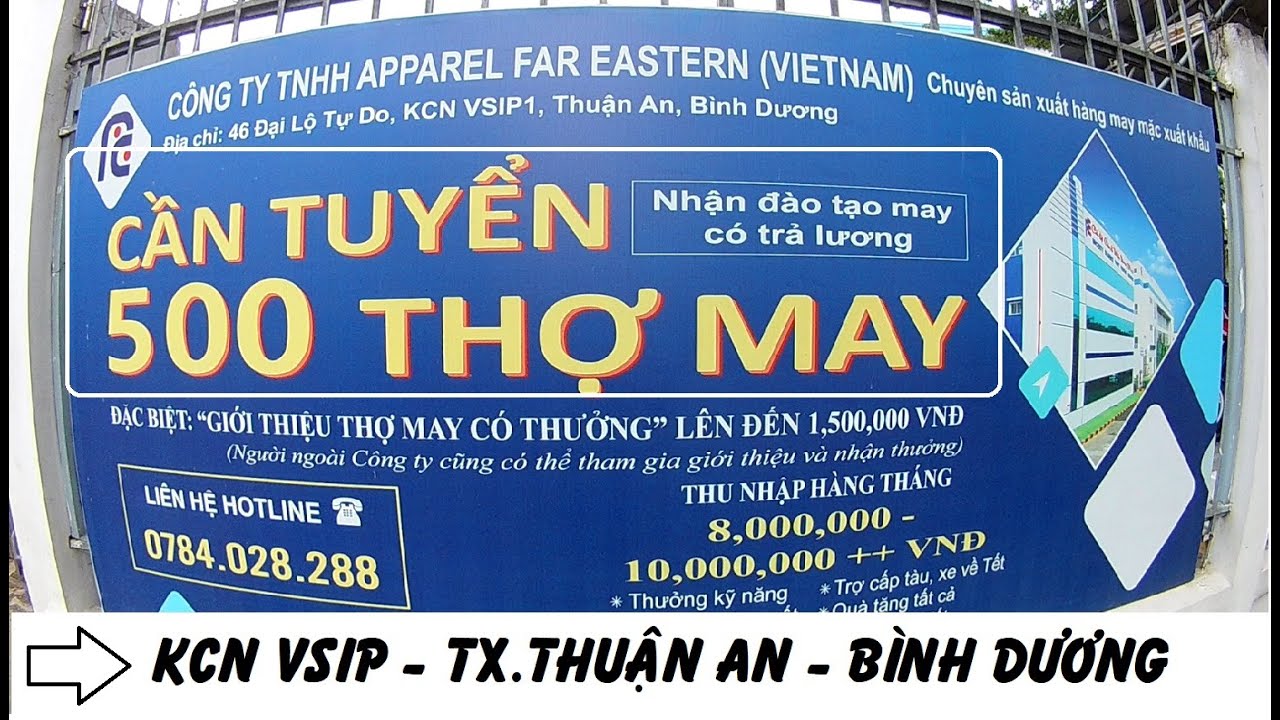 CÔNG TY TNHH APPAREL FAR EASTERN (VIETNAM) Chuyên sản xuất hàng may mặc xuất khẩu
Địa chỉ: 46 Đại Lộ Tự Do, KCN VSIP1, Thuận An, Bình Dương
CẦN TUYỂN
Nhận đào tạo may
có trả lương
500 THỢ MAY
ĐẶC BIỆT: “GIỚI THIỆU THỢ MAY CÓ THƯỞNG” LÊN ĐẾN 1,500,000 VNĐ
(Người ngoài Công ty cũng có thể tham gia giới thiệu và nhận thưởng)
LIÊN HỆ HOTLINE
0784.028.288
THU NHẬP HÀNG THÁNG
8,000,000 -
10,000,000 ++ VNĐ
* Thưởng kỹ năng
* Trợ cấp tàu, xe về Tết
* Quà tặng tất cả
KCN VSIP - TX.THUẬN AN - BÌNH DƯƠNG